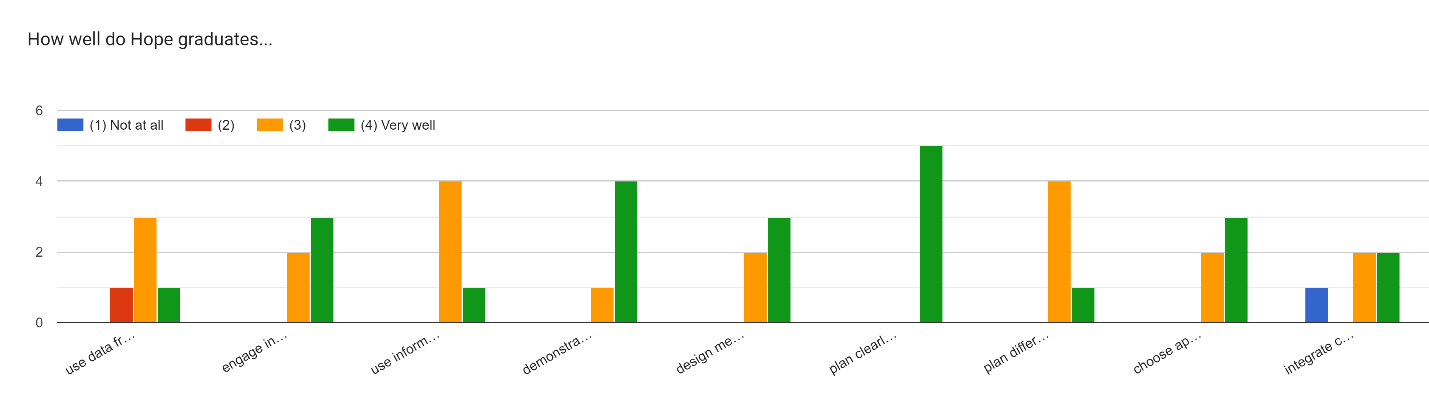 How well do Hope graduates...
6
(1) Not at all (2) (3) (4) Very well
4
2
0
use data fr… engage in… use inform… demonstra… design me… plan clearl… plan differ… choose ap… integrate c…